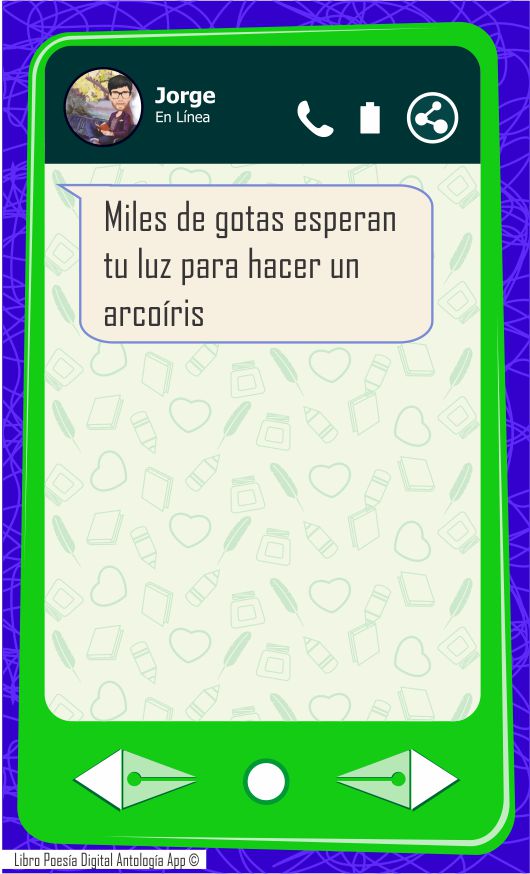 Jorge
En Línea
Miles de gotas esperan
tu luz para hacer un
arcoíris
Libro Poesía Digital Antología App ©